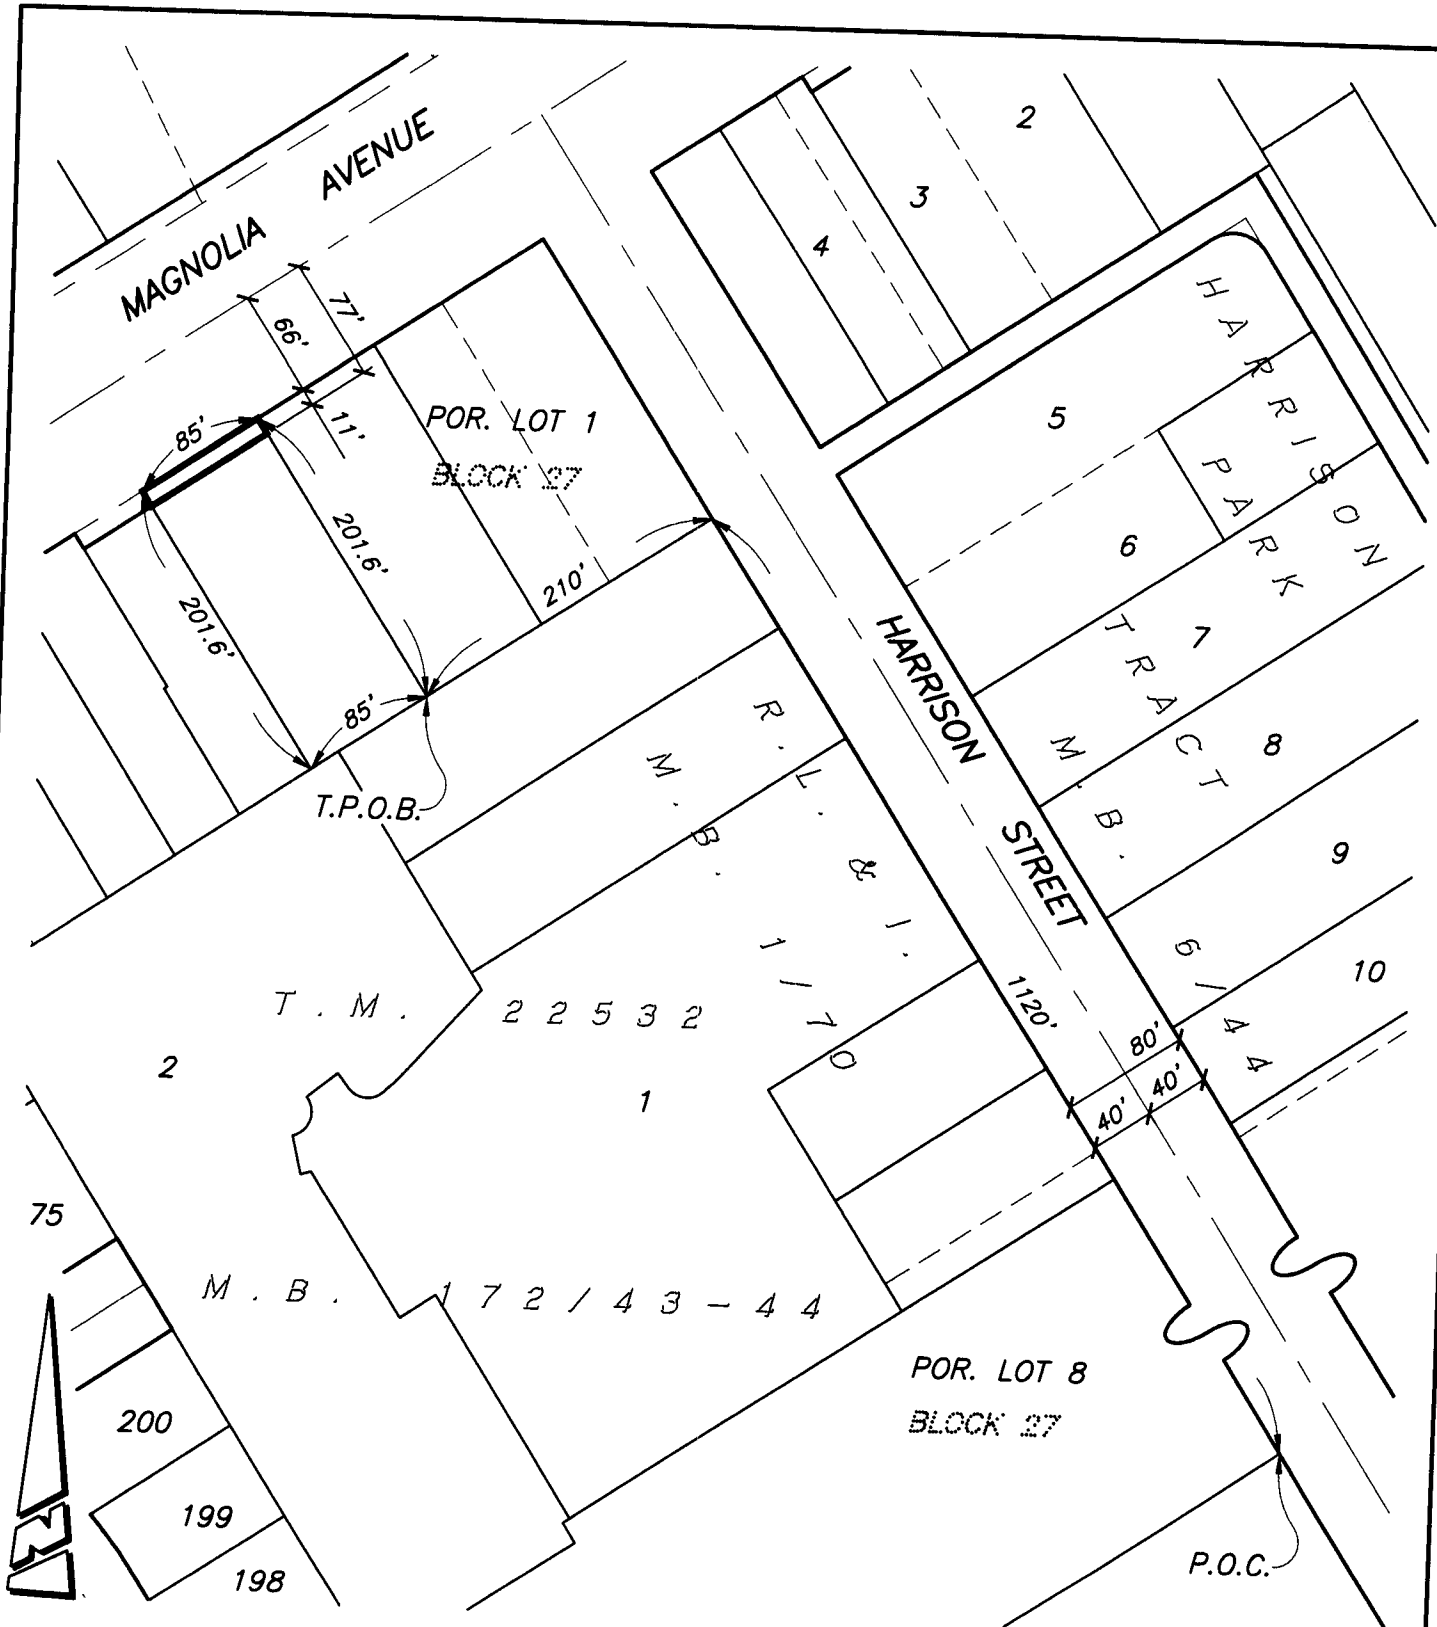 MAGNOLIA AVENUE
2
3
4
77'
66'
11'
85'
POR. LOT 1
BLOCK 27
HARRISON
PARK
TRACT
M.B.
6/44
5
6
7
8
9
10
201.6'
201.6'
210'
85'
T.P.O.B.
HARRISON STREET
R. L. & I.
M.B. 1/70
1120'
80'
40'
40'
T.M. 22532
2
1
75
M.B. 172/43-44
POR. LOT 8
BLOCK 27
200
199
198
N
P.O.C.